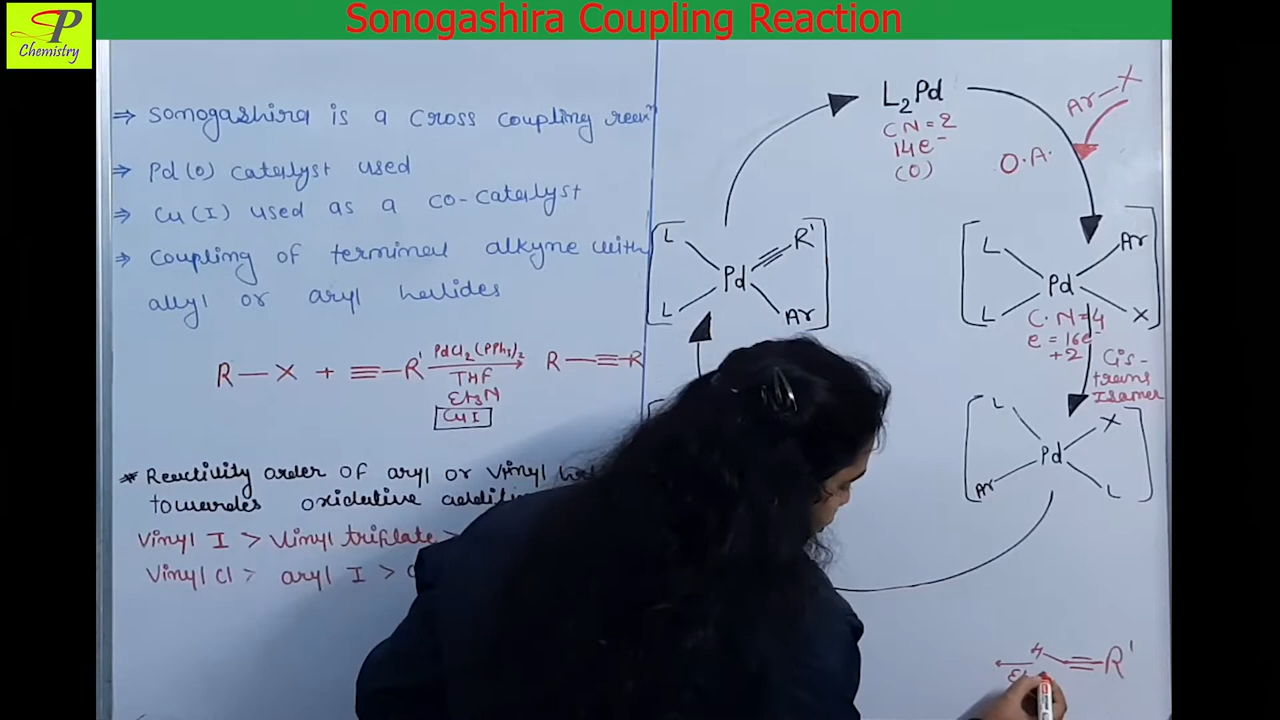 SP
Chemistry
Sonogashira Coupling Reaction
⇒ Sonogashira is a cross coupling reexⁿ
⇒ Pd(0) catalyst used
⇒ Cu(I) used as a co-catalyst
⇒ Coupling of terminal alkyne with
allyl or aryl halides
R — X + ≡—R'
PdCl₂(PPh₃)₂
THF
Et₃N
CuI
R—≡—R
* Reactivity order of aryl or vinyl
towardes oxidative
Vinyl I > Vinyl triflate >
Vinyl Cl > aryl I >
L₂Pd
CN = 2
14e⁻
(0)
Ar—X
O.A.
L
L
Pd
Ar
X
C.N=4
e = 16e⁻
+2
Cis-
trans
Isomer
L
X
Pd
Ar
L
L
R'
Pd
L
Ar
H ≡—R'